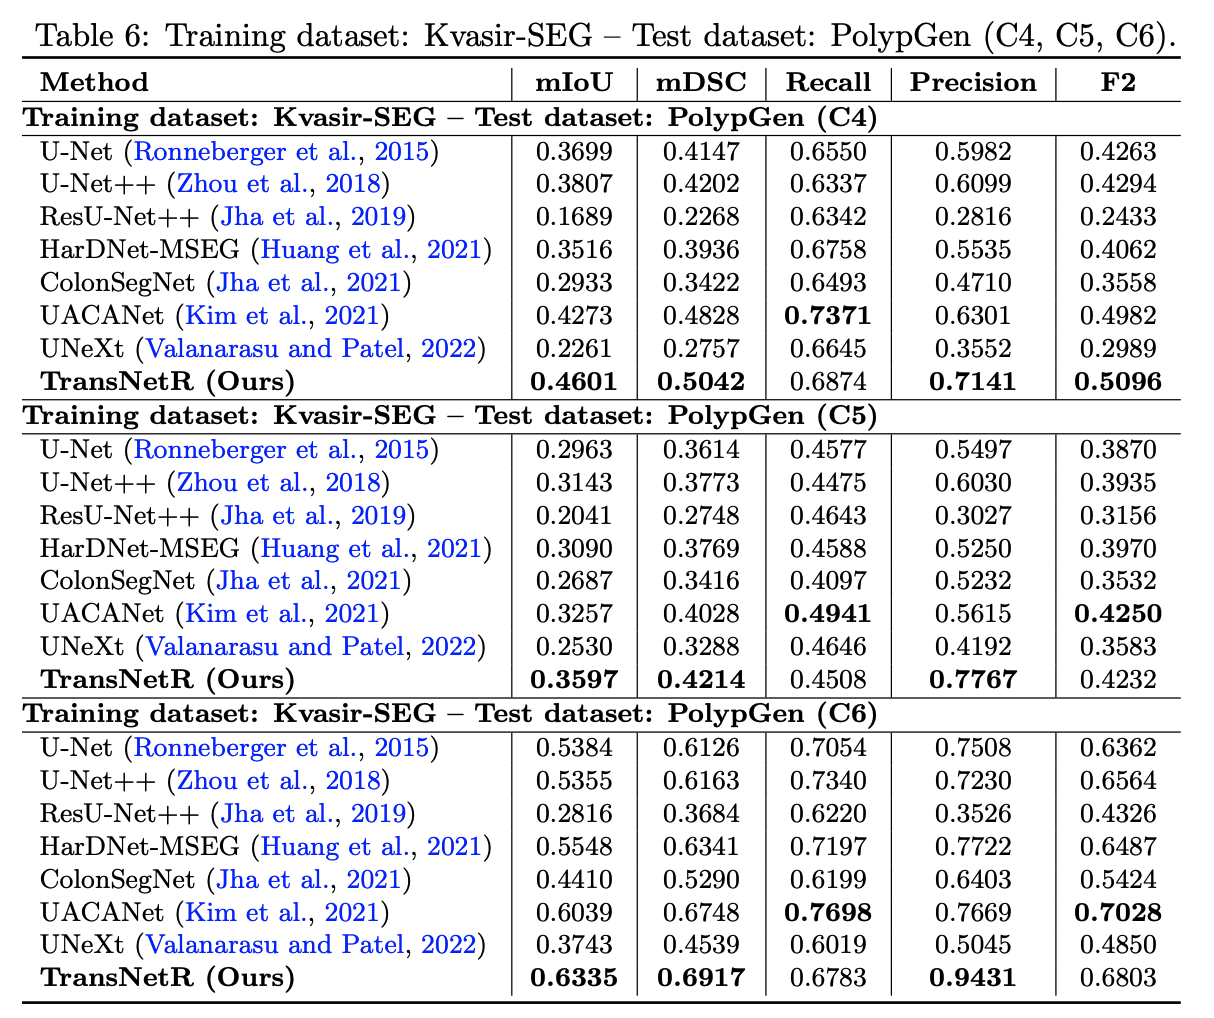 Table 6: Training dataset: Kvasir-SEG – Test dataset: PolypGen (C4, C5, C6).
Method mIoU mDSC Recall Precision F2
Training dataset: Kvasir-SEG – Test dataset: PolypGen (C4)
U-Net (Ronneberger et al., 2015) 0.3699 0.4147 0.6550 0.5982 0.4263
U-Net++ (Zhou et al., 2018) 0.3807 0.4202 0.6337 0.6099 0.4294
ResU-Net++ (Jha et al., 2019) 0.1689 0.2268 0.6342 0.2816 0.2433
HarDNet-MSEG (Huang et al., 2021) 0.3516 0.3936 0.6758 0.5535 0.4062
ColonSegNet (Jha et al., 2021) 0.2933 0.3422 0.6493 0.4710 0.3558
UACANet (Kim et al., 2021) 0.4273 0.4828 0.7371 0.6301 0.4982
UNeXt (Valanarasu and Patel, 2022) 0.2261 0.2757 0.6645 0.3552 0.2989
TransNetR (Ours) 0.4601 0.5042 0.6874 0.7141 0.5096
Training dataset: Kvasir-SEG – Test dataset: PolypGen (C5)
U-Net (Ronneberger et al., 2015) 0.2963 0.3614 0.4577 0.5497 0.3870
U-Net++ (Zhou et al., 2018) 0.3143 0.3773 0.4475 0.6030 0.3935
ResU-Net++ (Jha et al., 2019) 0.2041 0.2748 0.4643 0.3027 0.3156
HarDNet-MSEG (Huang et al., 2021) 0.3090 0.3769 0.4588 0.5250 0.3970
ColonSegNet (Jha et al., 2021) 0.2687 0.3416 0.4097 0.5232 0.3532
UACANet (Kim et al., 2021) 0.3257 0.4028 0.4941 0.5615 0.4250
UNeXt (Valanarasu and Patel, 2022) 0.2530 0.3288 0.4646 0.4192 0.3583
TransNetR (Ours) 0.3597 0.4214 0.4508 0.7767 0.4232
Training dataset: Kvasir-SEG – Test dataset: PolypGen (C6)
U-Net (Ronneberger et al., 2015) 0.5384 0.6126 0.7054 0.7508 0.6362
U-Net++ (Zhou et al., 2018) 0.5355 0.6163 0.7340 0.7230 0.6564
ResU-Net++ (Jha et al., 2019) 0.2816 0.3684 0.6220 0.3526 0.4326
HarDNet-MSEG (Huang et al., 2021) 0.5548 0.6341 0.7197 0.7722 0.6487
ColonSegNet (Jha et al., 2021) 0.4410 0.5290 0.6199 0.6403 0.5424
UACANet (Kim et al., 2021) 0.6039 0.6748 0.7698 0.7669 0.7028
UNeXt (Valanarasu and Patel, 2022) 0.3743 0.4539 0.6019 0.5045 0.4850
TransNetR (Ours) 0.6335 0.6917 0.6783 0.9431 0.6803